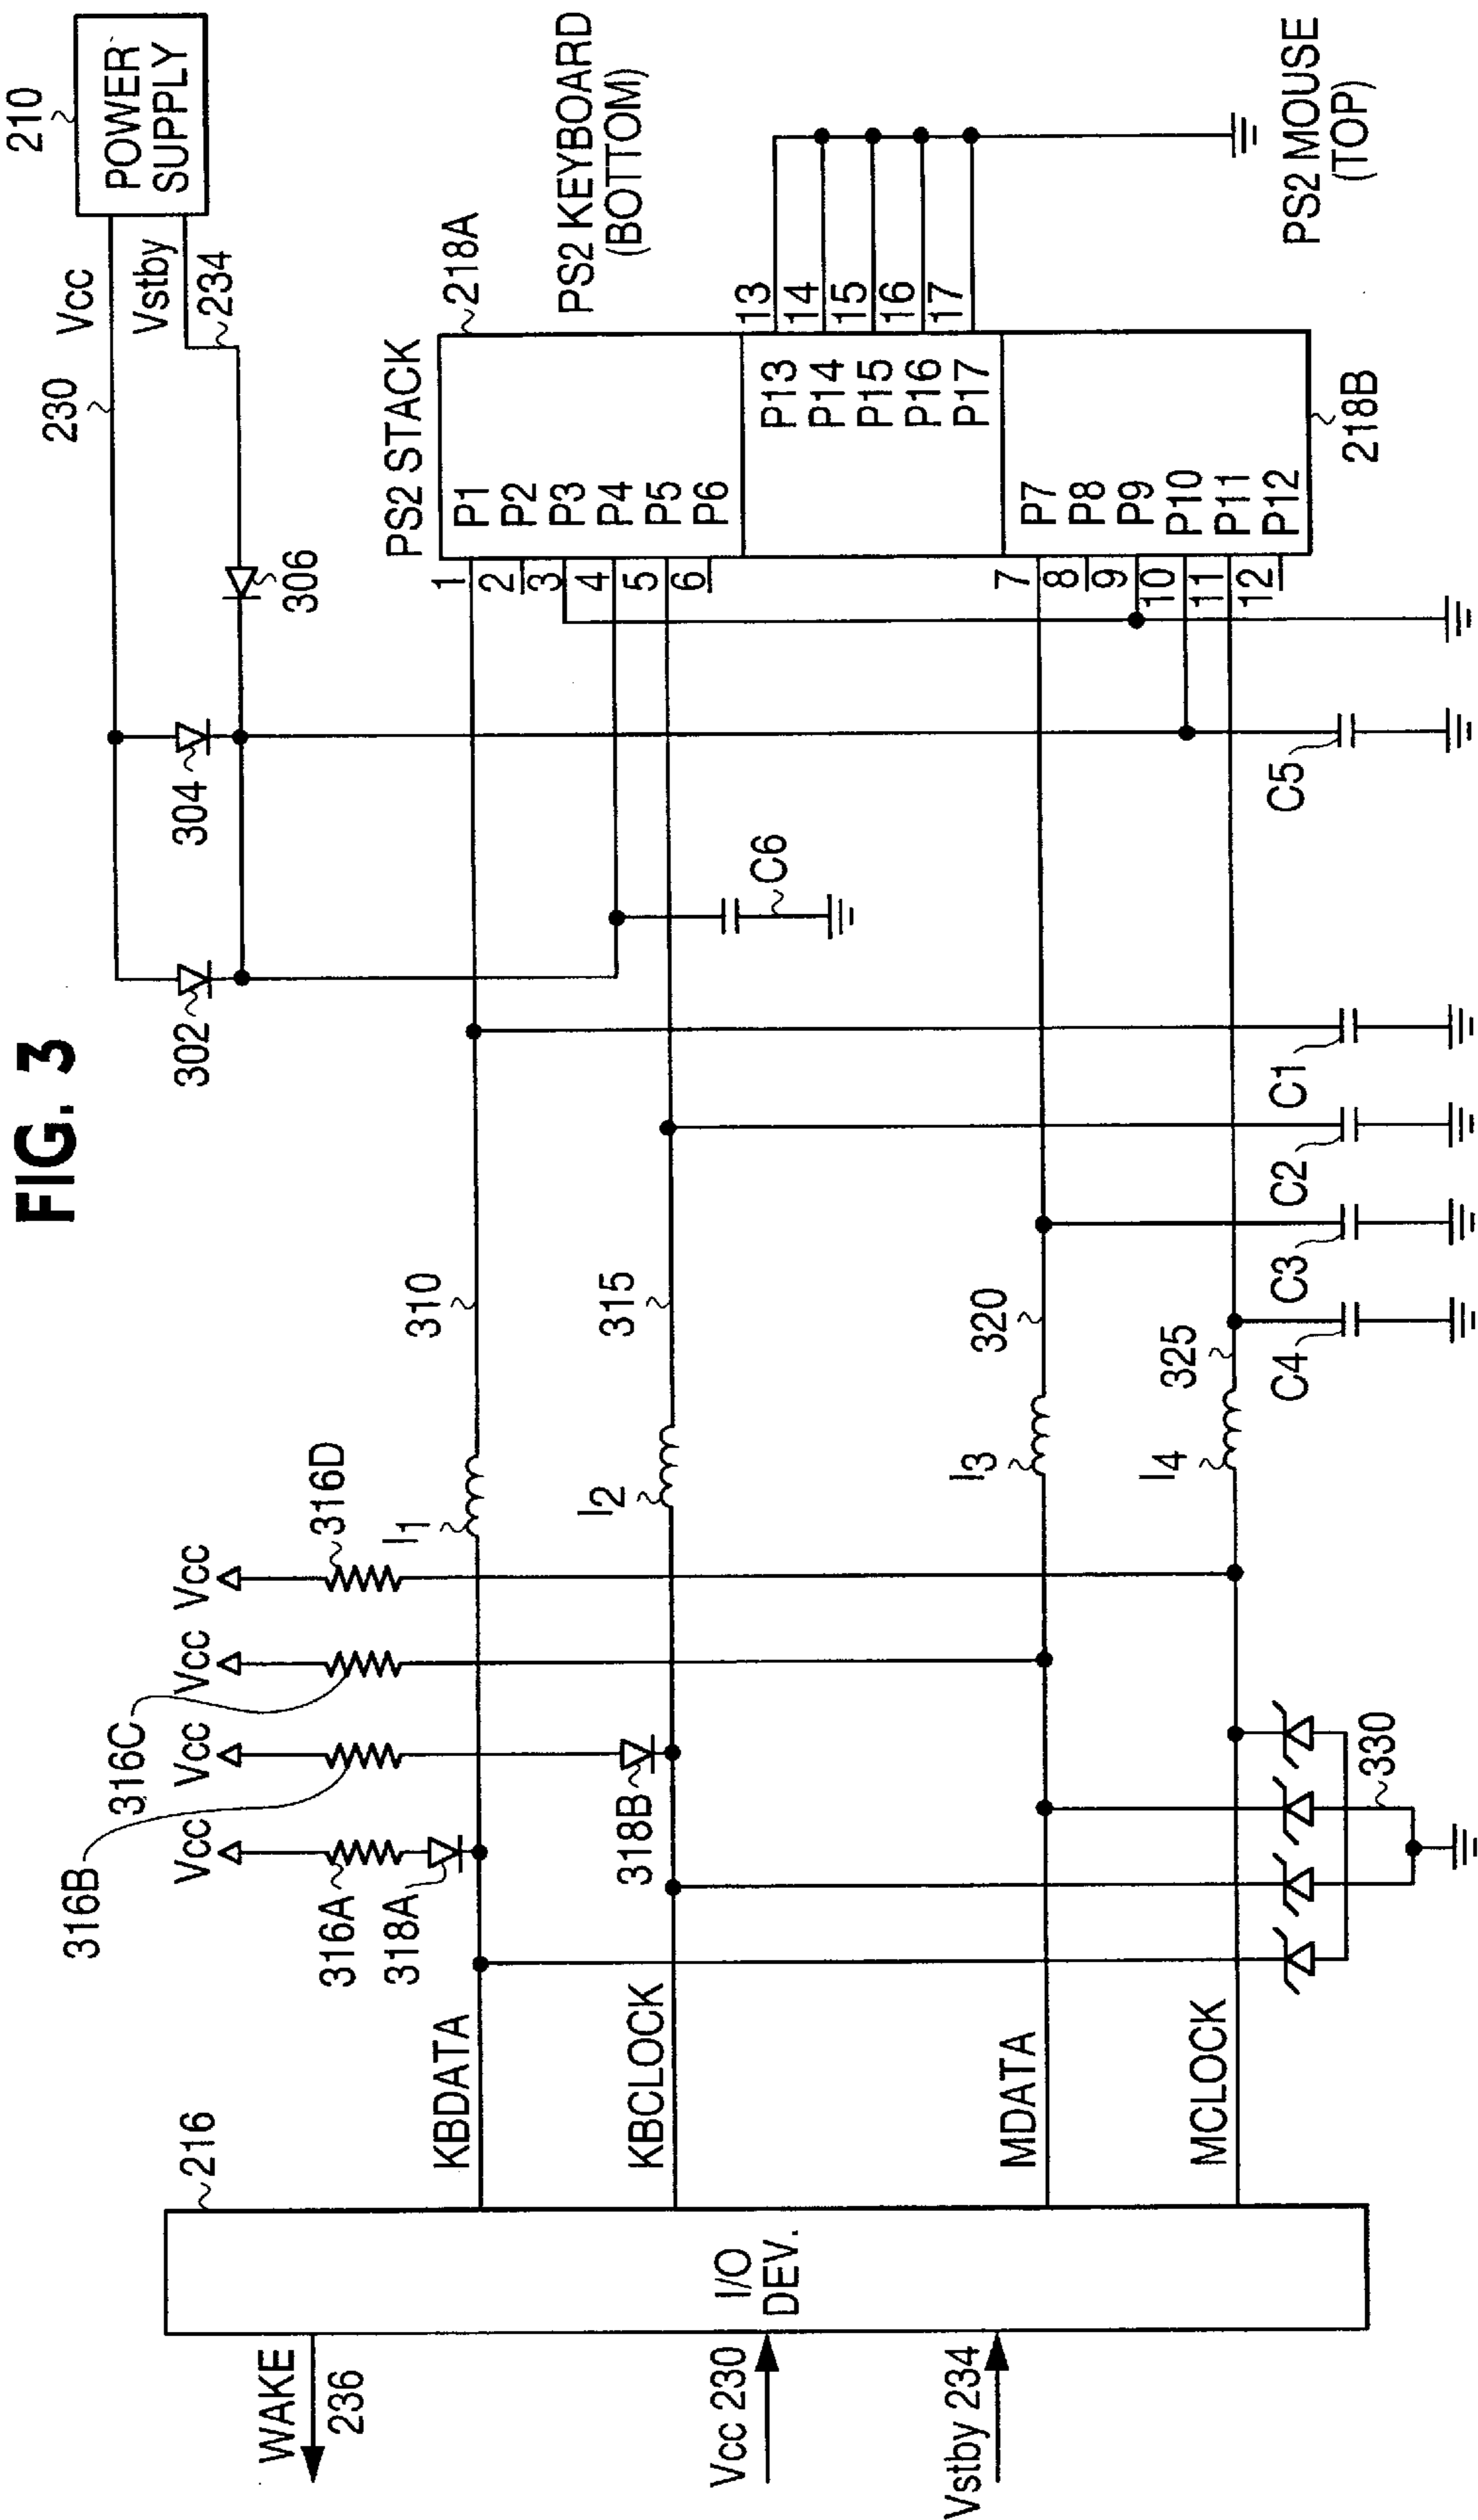 FIG. 3
210
POWER
SUPPLY
Vcc
Vstby
230
234
306
304
302
PS2 STACK
218A
PS2 KEYBOARD
(BOTTOM)
1
2
3
4
5
6
P1
P2
P3
P4
P5
P6
13
14
15
16
17
P13
P14
P15
P16
P17
7
8
9
10
11
12
P7
P8
P9
P10
P11
P12
218B
PS2 MOUSE
(TOP)
C6
C5
C1
C2
C3
C4
310
315
320
325
I1
I2
I3
I4
Vcc
Vcc
Vcc
Vcc
316D
316C
316B
316A
318A
318B
330
KBDATA
KBCLOCK
MDATA
MCLOCK
216
I/O
DEV.
WAKE
236
Vcc 230
Vstby 234